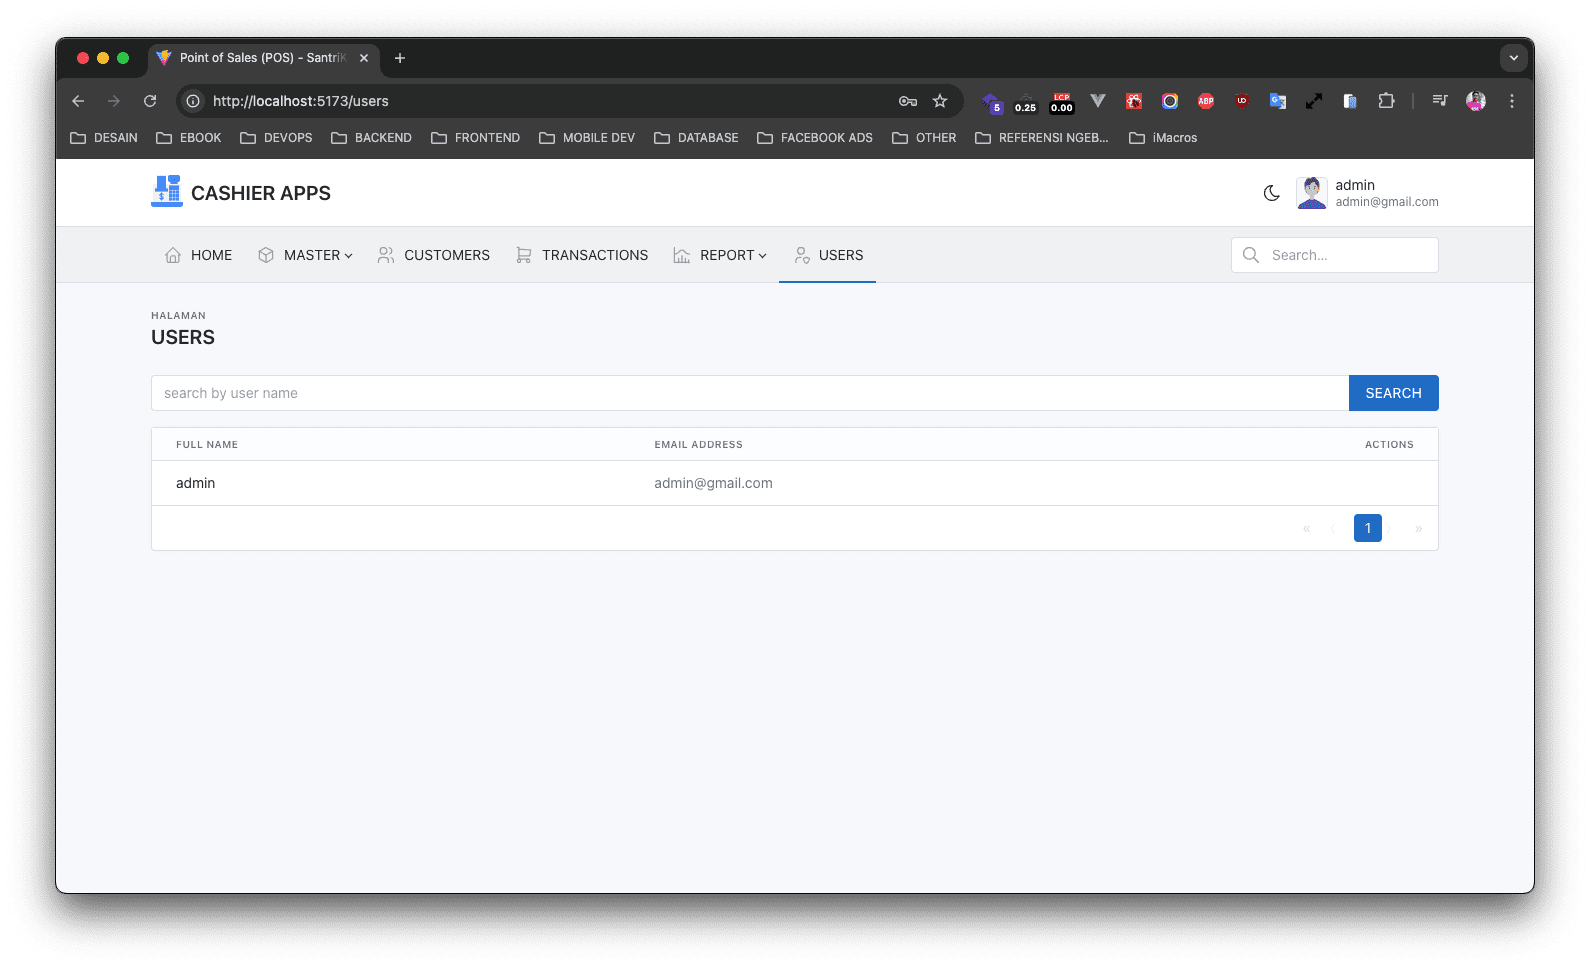 Point of Sales (POS) - SantriK
http://localhost:5173/users
5
0.25
LCP
0.00
ABP
DESAIN
EBOOK
DEVOPS
BACKEND
FRONTEND
MOBILE DEV
DATABASE
FACEBOOK ADS
OTHER
REFERENSI NGEB...
iMacros
CASHIER APPS
admin
admin@gmail.com
HOME
MASTER
CUSTOMERS
TRANSACTIONS
REPORT
USERS
Search...
HALAMAN
USERS
search by user name
SEARCH
FULL NAME
EMAIL ADDRESS
ACTIONS
admin
admin@gmail.com
« ‹ 1 › »